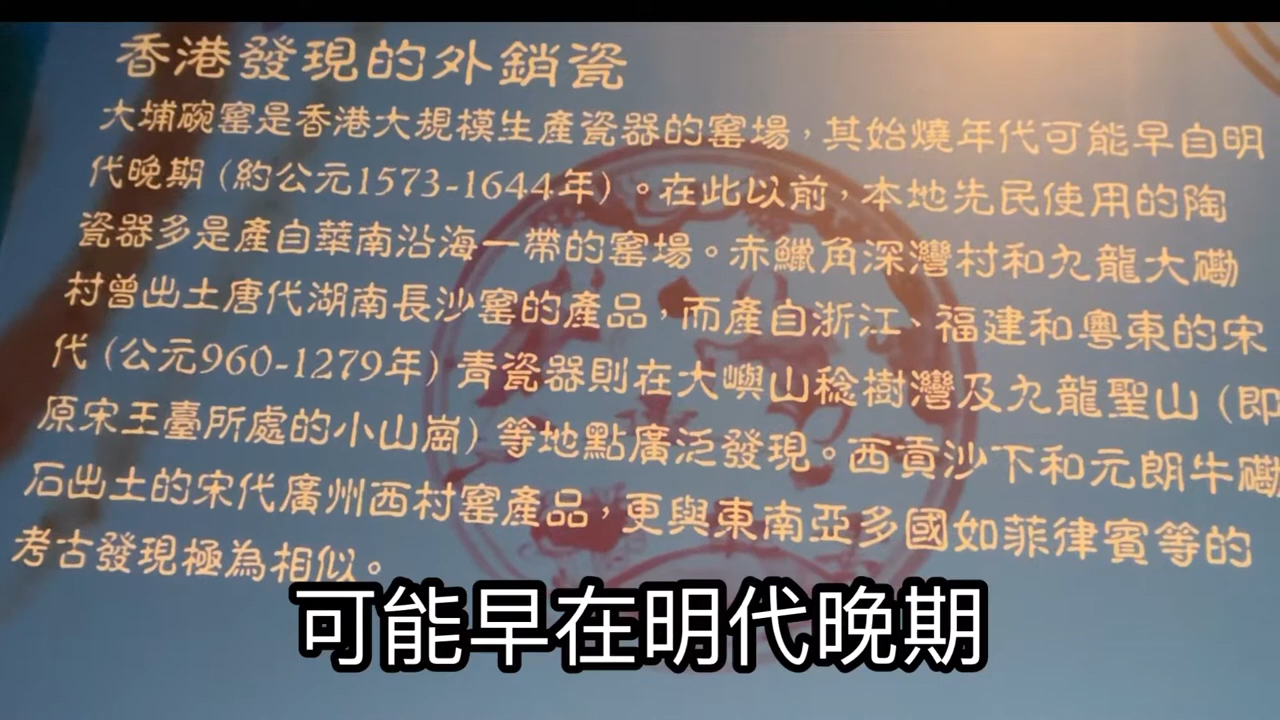 香港發現的外銷瓷
大埔碗窰是香港大規模生產瓷器的窰場，其始燒年代可能早自明
代晚期（約公元1573-1644年）。在此以前，本地先民使用的陶
瓷器多是產自華南沿海一帶的窰場。赤鱲角深灣村和九龍大磡
村曾出土唐代湖南長沙窰的產品，而產自浙江、福建和粵東的宋
代（公元960-1279年）青瓷器則在大嶼山稔樹灣及九龍聖山（即
原宋王臺所處的小山崗）等地點廣泛發現。西貢沙下和元朗牛磡
石出土的宋代廣州西村窰產品，更與東南亞多國如菲律賓等的
考古發現極為相似。
可能早在明代晚期